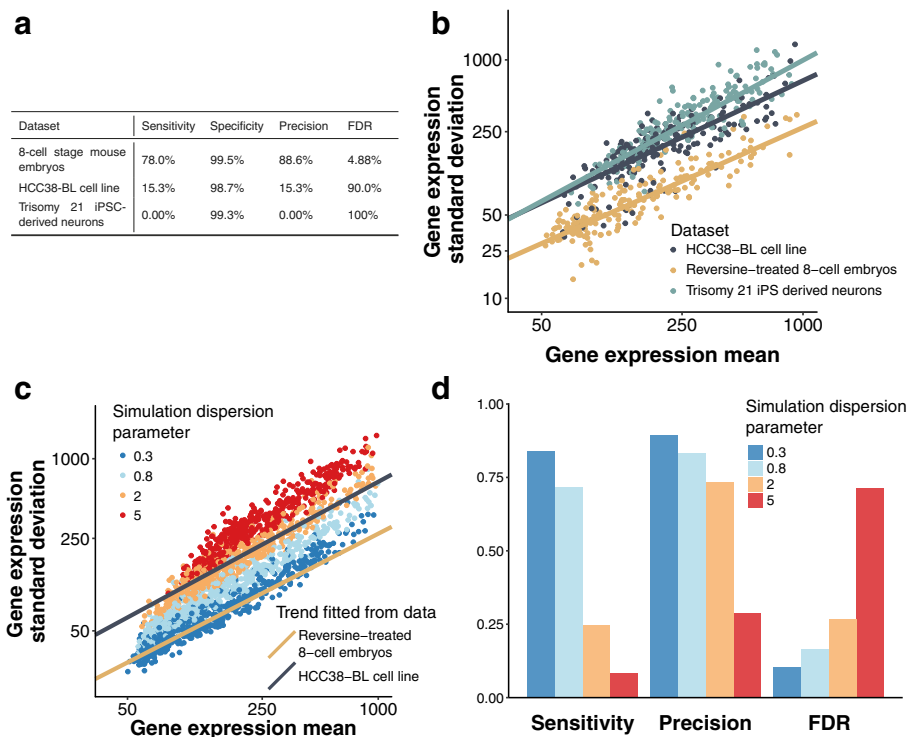 a
Dataset Sensitivity Specificity Precision FDR
8-cell stage mouse embryos 78.0% 99.5% 88.6% 4.88%
HCC38-BL cell line 15.3% 98.7% 15.3% 90.0%
Trisomy 21 iPSC-derived neurons 0.00% 99.3% 0.00% 100%
b
Gene expression
standard deviation
1000
250
50
25
10
Dataset
HCC38−BL cell line
Reversine−treated 8−cell embryos
Trisomy 21 iPS derived neurons
50 250 1000
Gene expression mean
c
Gene expression
standard deviation
1000
250
50
Simulation dispersion
parameter
0.3
0.8
2
5
Trend fitted from data
Reversine−treated
8−cell embryos
HCC38−BL cell line
50 250 1000
Gene expression mean
d
1.00
0.75
0.50
0.25
0.00
Simulation dispersion
parameter
0.3
0.8
2
5
Sensitivity Precision FDR